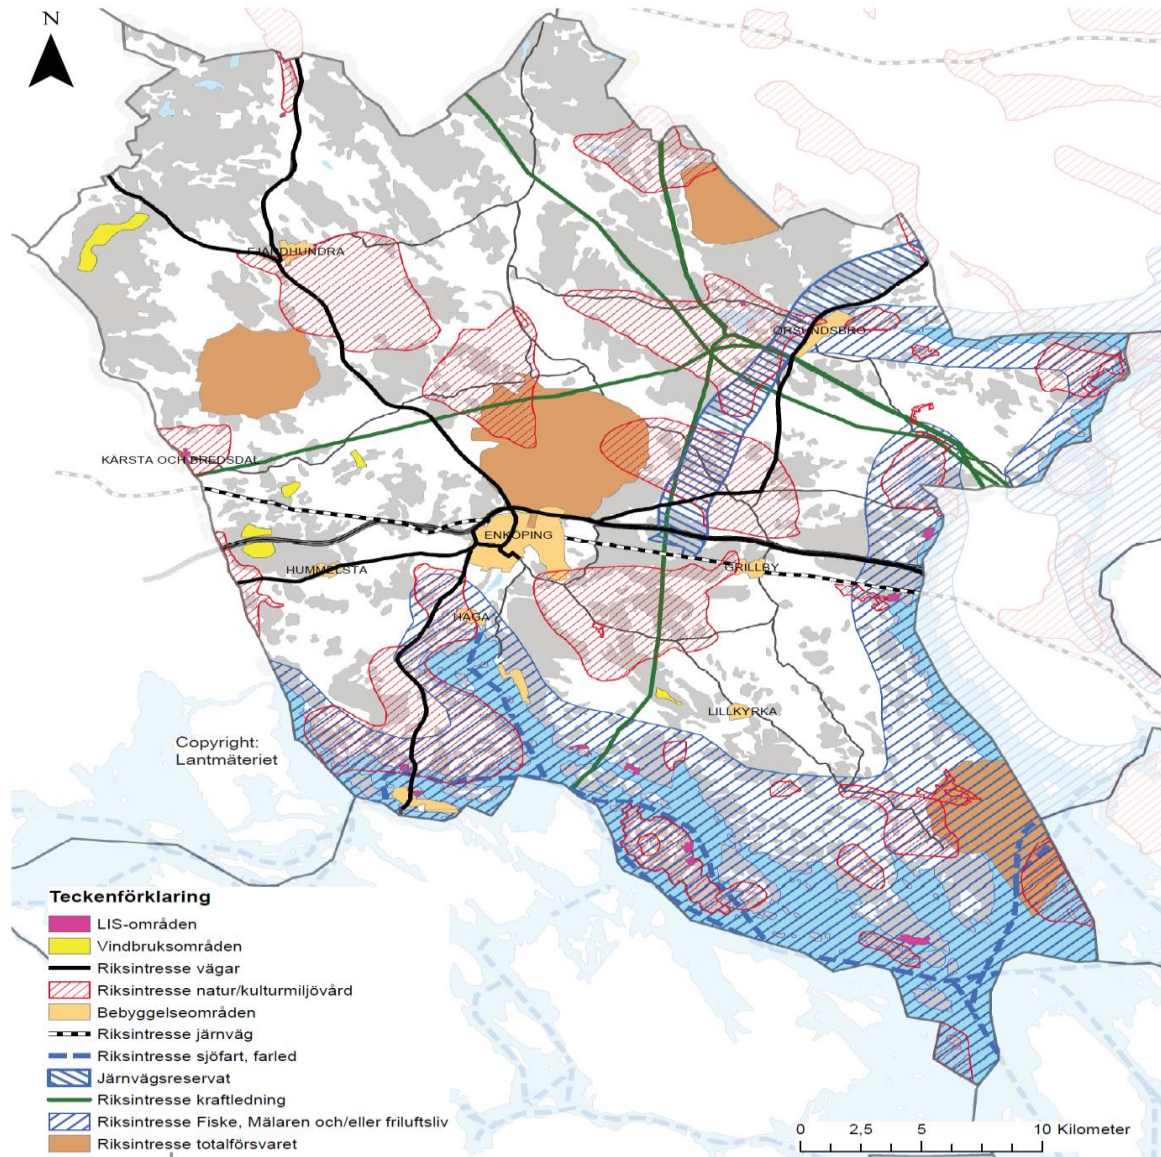 N
FJÄRDHUNDRA
ÖRSUNDSBRO
KÄRSTA OCH BREDSDAL
ENKÖPING
HUMMELSTA
GRILLBY
HAGA
LILLKYRKA
Copyright:
Lantmäteriet
Teckenförklaring
LIS-områden
Vindbruksområden
Riksintresse vägar
Riksintresse natur/kulturmiljövård
Bebyggelseområden
Riksintresse järnväg
Riksintresse sjöfart, farled
Järnvägsreservat
Riksintresse kraftledning
Riksintresse Fiske, Mälaren och/eller friluftsliv
Riksintresse totalförsvaret
0 2,5 5 10 Kilometer